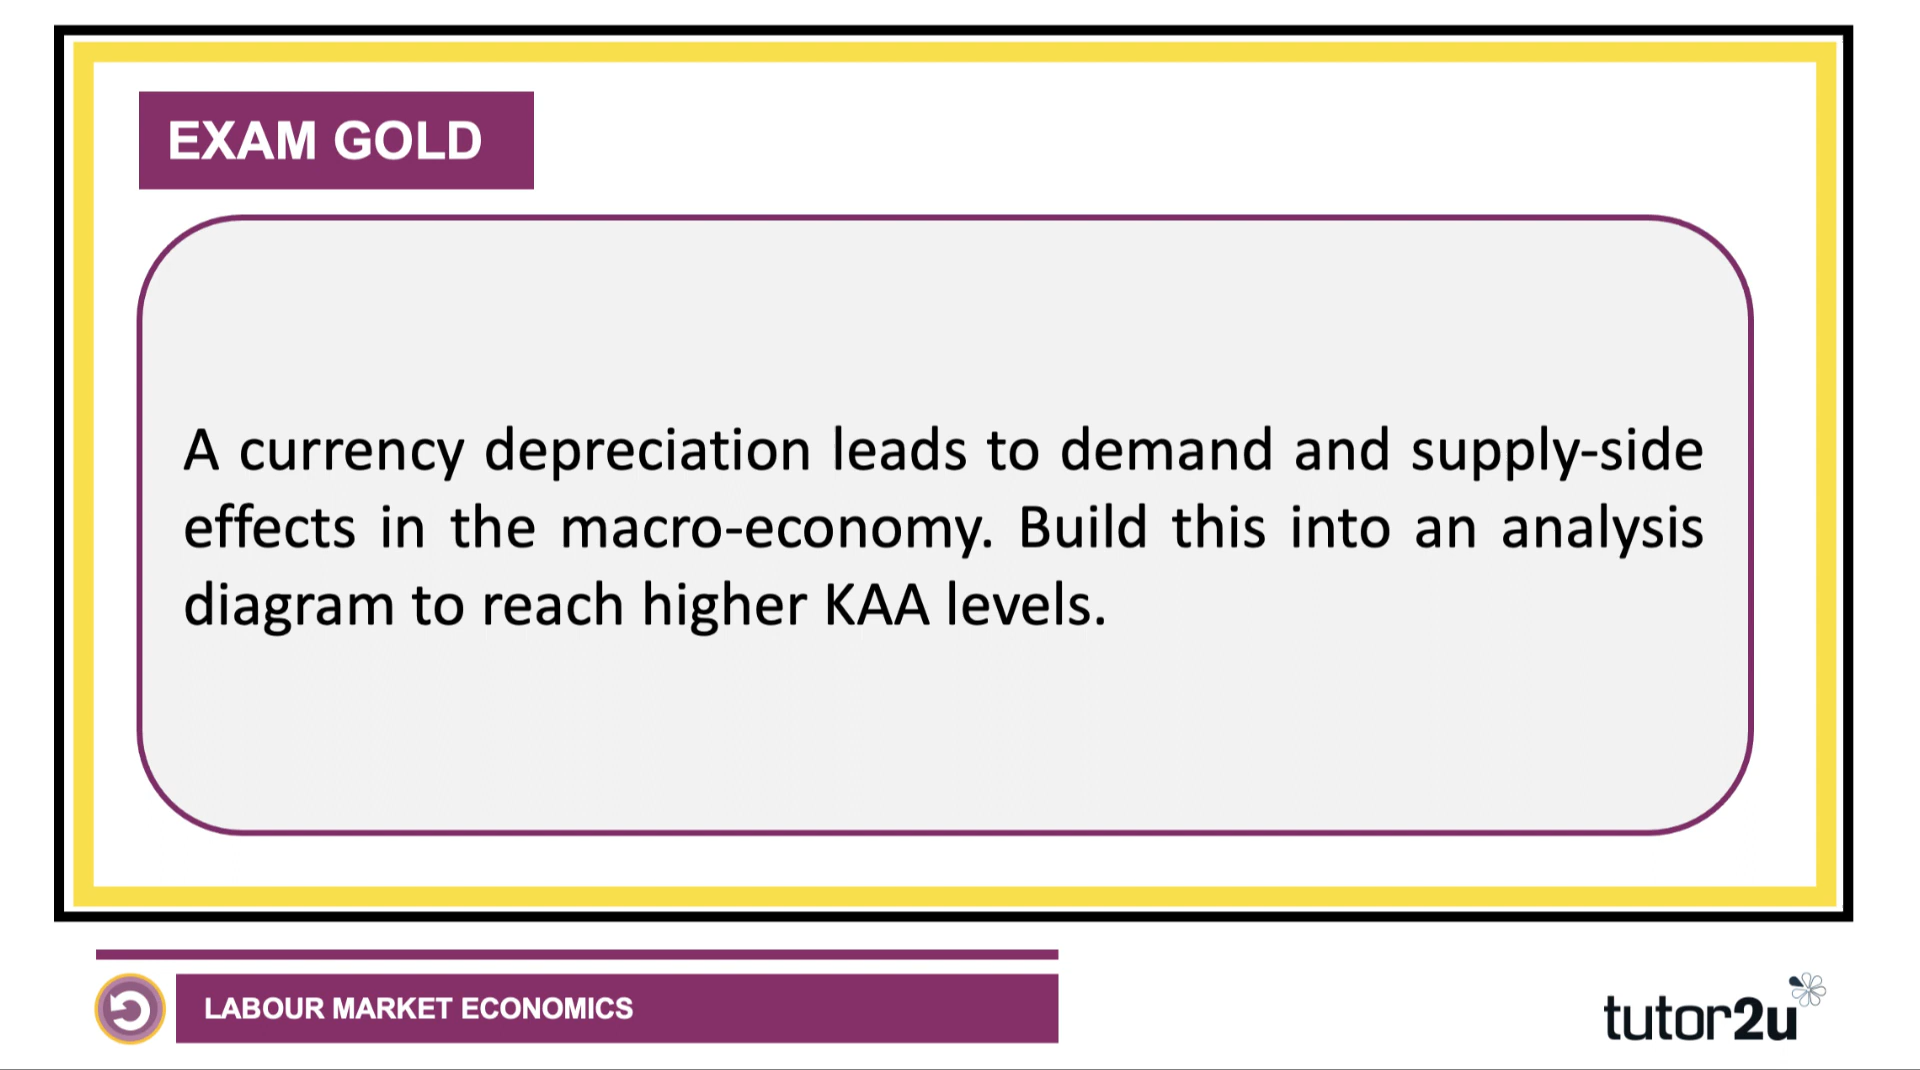 EXAM GOLD
A currency depreciation leads to demand and supply-side
effects in the macro-economy. Build this into an analysis
diagram to reach higher KAA levels.
LABOUR MARKET ECONOMICS
tutor2u